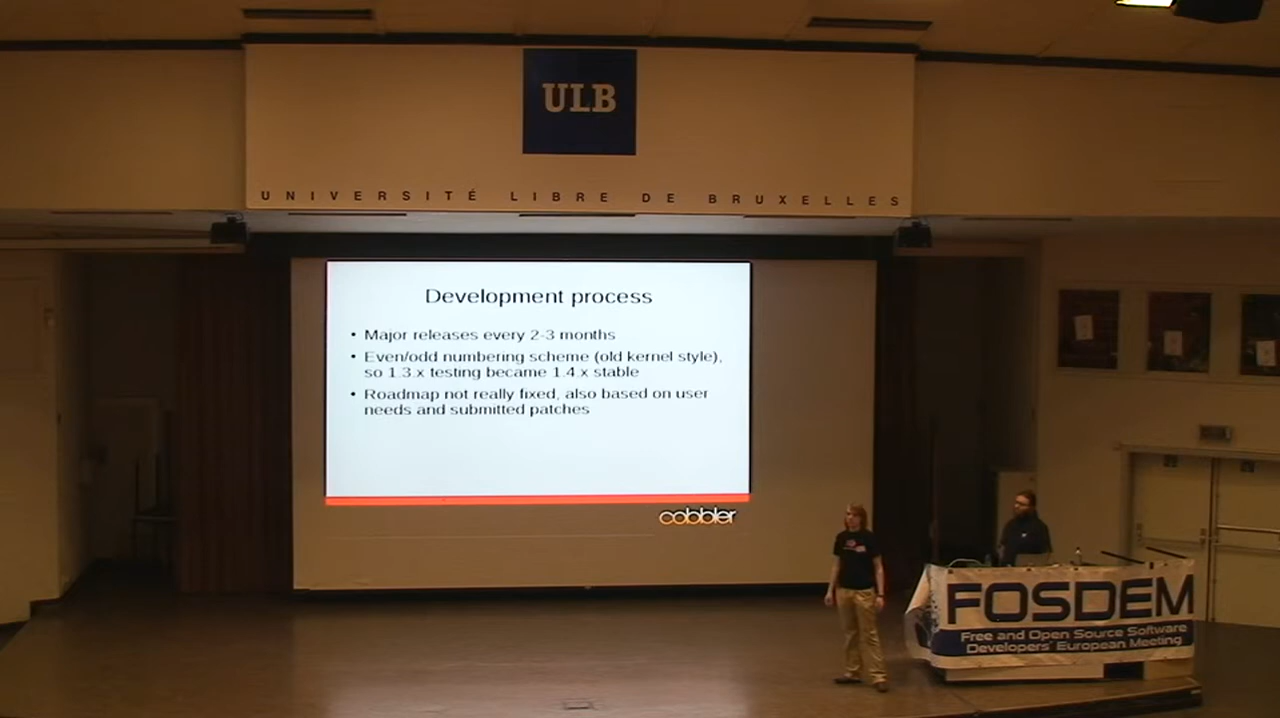 ULB
UNIVERSITÉ LIBRE DE BRUXELLES
Development process
• Major releases every 2-3 months
• Even/odd numbering scheme (old kernel style),
so 1.3.x testing became 1.4.x stable
• Roadmap not really fixed, also based on user
needs and submitted patches
cobbler
FOSDEM
Free and Open Source Software
Developers' European Meeting